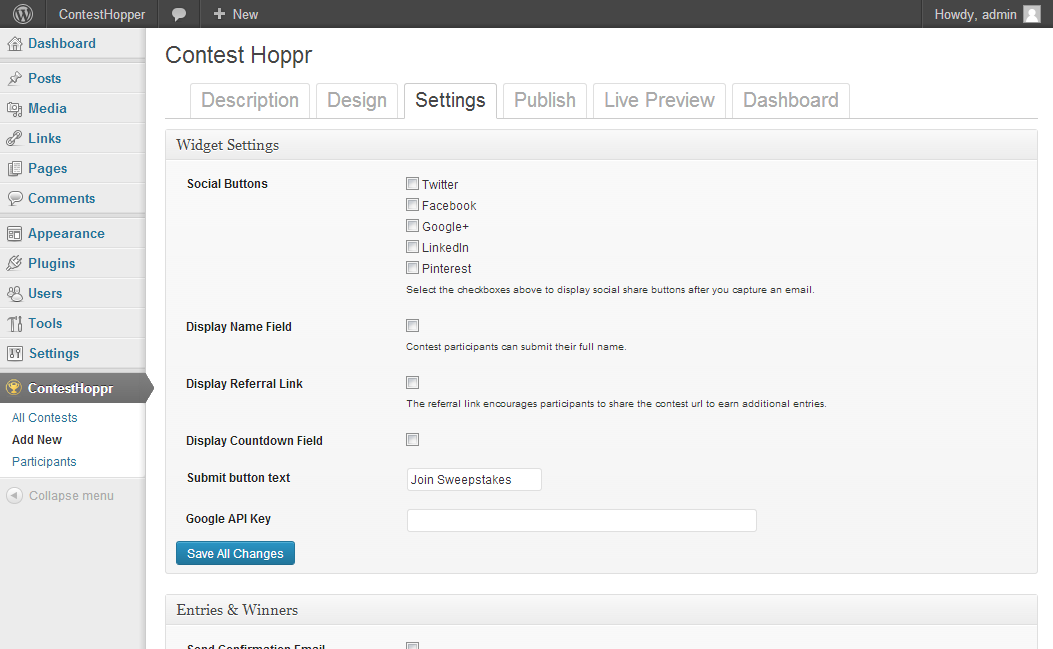 ContestHopper
New
Howdy, admin
Dashboard
Posts
Media
Links
Pages
Comments
Appearance
Plugins
Users
Tools
Settings
ContestHoppr
All Contests
Add New
Participants
Collapse menu
Contest Hoppr
Description
Design
Settings
Publish
Live Preview
Dashboard
Widget Settings
Social Buttons
Twitter
Facebook
Google+
LinkedIn
Pinterest
Select the checkboxes above to display social share buttons after you capture an email.
Display Name Field
Contest participants can submit their full name.
Display Referral Link
The referral link encourages participants to share the contest url to earn additional entries.
Display Countdown Field
Submit button text
Join Sweepstakes
Google API Key
Save All Changes
Entries & Winners
Send Confirmation Email